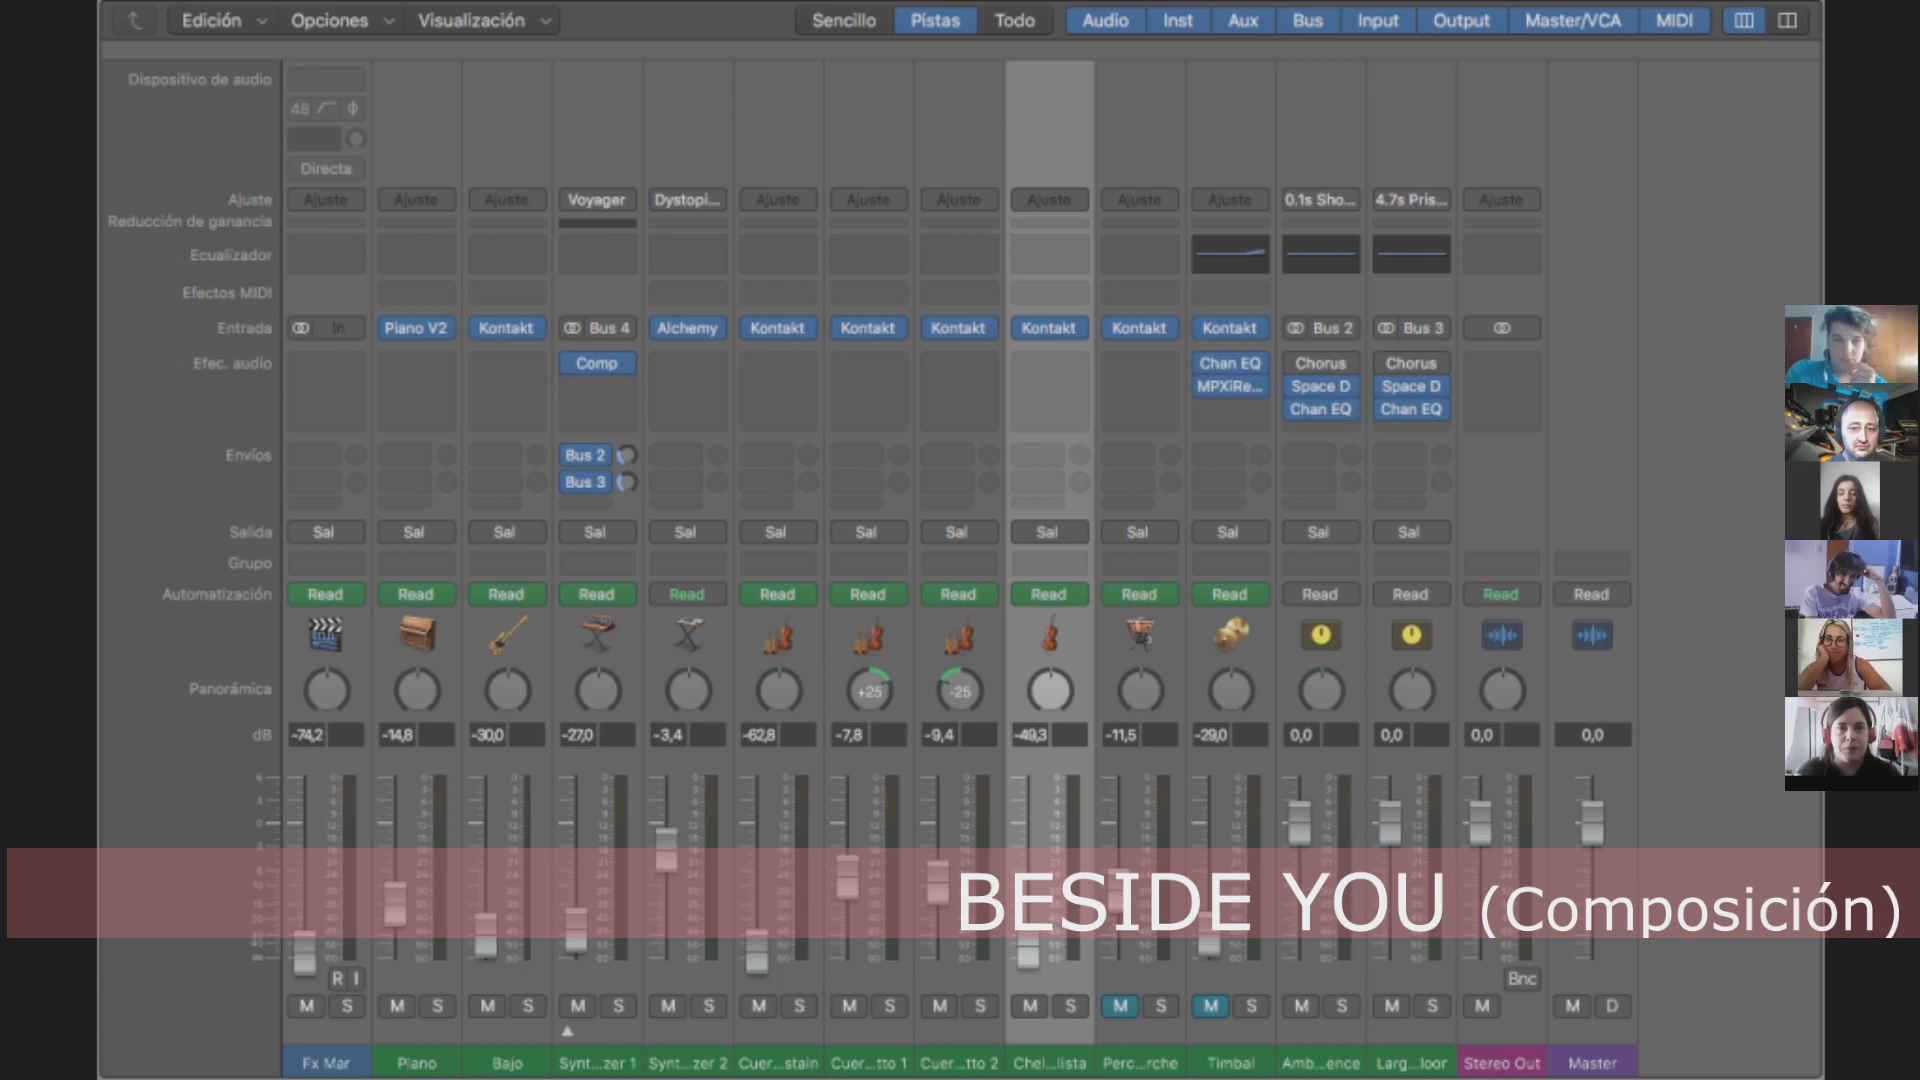 Edición Opciones Visualización Sencillo Pistas Todo Audio Inst Aux Bus Input Output Master/VCA MIDI
Dispositivo de audio
48
Directa
Ajuste Ajuste Ajuste Ajuste Voyager Dystopi... Ajuste Ajuste Ajuste Ajuste Ajuste Ajuste 0.1s Sho... 4.7s Pris... Ajuste
Reducción de ganancia
Ecualizador
Efectos MIDI
Entrada In Piano V2 Kontakt Bus 4 Alchemy Kontakt Kontakt Kontakt Kontakt Kontakt Kontakt Bus 2 Bus 3
Efec. audio Comp Chan EQ Chorus Chorus
MPXiRe... Space D Space D
Chan EQ Chan EQ
Envíos Bus 2
Bus 3
Salida Sal Sal Sal Sal Sal Sal Sal Sal Sal Sal Sal Sal Sal
Grupo
Automatización Read Read Read Read Read Read Read Read Read Read Read Read Read Read Read
Panorámica +25 -25
dB -74,2 -14,8 -30,0 -27,0 -3,4 -62,8 -7,8 -9,4 -49,3 -11,5 -29,0 0,0 0,0 0,0 0,0
BESIDE YOU (Composición)
R I Bnc
M S M S M S M S M S M S M S M S M S M S M S M S M S M M D
Fx Mar Piano Bajo Synt...zer 1 Synt...zer 2 Cuer...stain Cuer...tto 1 Cuer...tto 2 Chel...lista Perc...rche Timbal Amb...ence Larg...loor Stereo Out Master